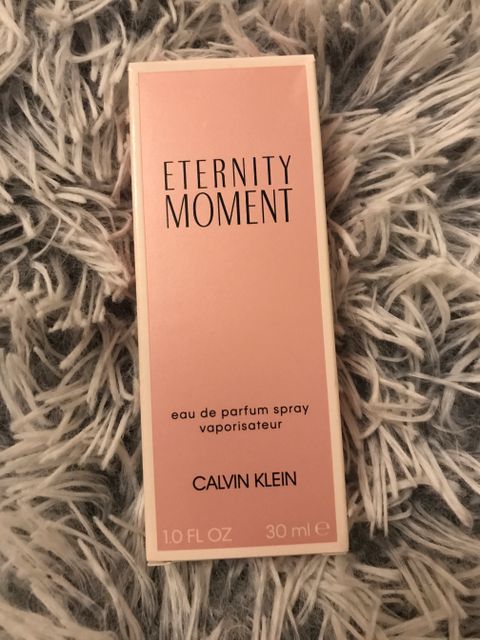 ETERNITY
MOMENT
eau de parfum spray
vaporisateur
CALVIN KLEIN
1.0 FL OZ 30 ml ℮